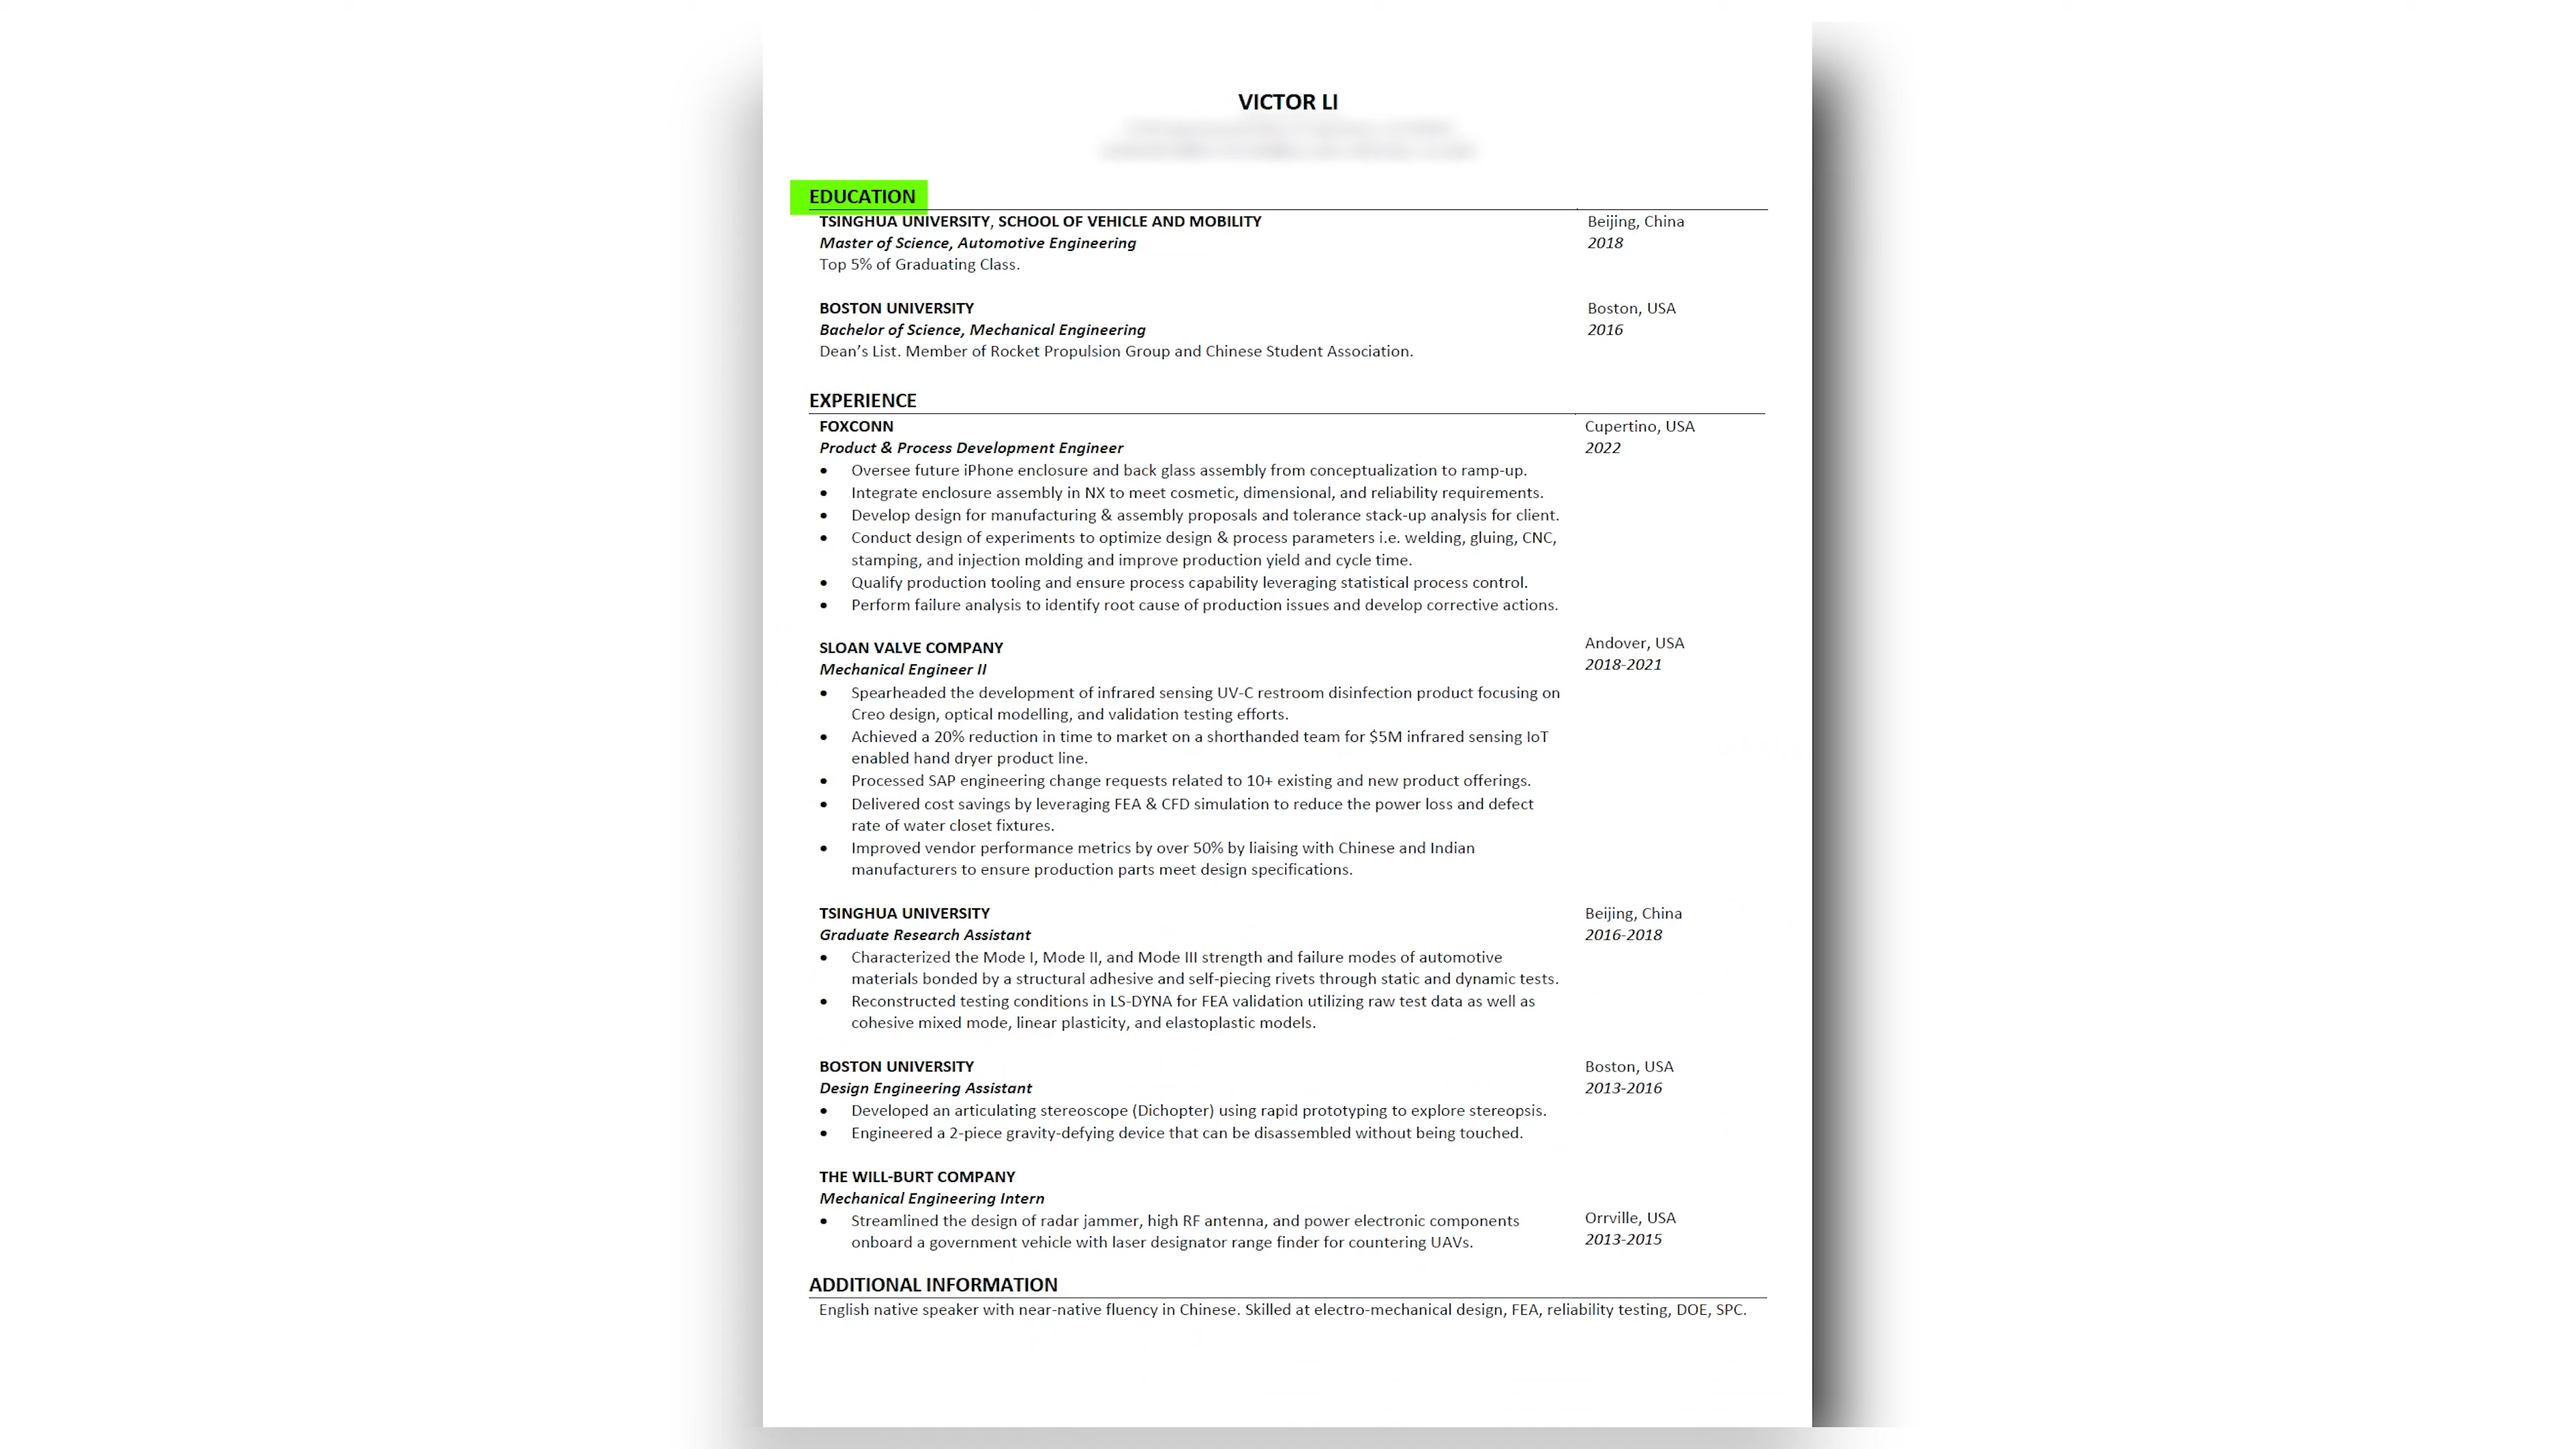 VICTOR LI
EDUCATION
TSINGHUA UNIVERSITY, SCHOOL OF VEHICLE AND MOBILITY Beijing, China
Master of Science, Automotive Engineering 2018
Top 5% of Graduating Class.
BOSTON UNIVERSITY Boston, USA
Bachelor of Science, Mechanical Engineering 2016
Dean’s List. Member of Rocket Propulsion Group and Chinese Student Association.
EXPERIENCE
FOXCONN Cupertino, USA
Product & Process Development Engineer 2022
• Oversee future iPhone enclosure and back glass assembly from conceptualization to ramp-up.
• Integrate enclosure assembly in NX to meet cosmetic, dimensional, and reliability requirements.
• Develop design for manufacturing & assembly proposals and tolerance stack-up analysis for client.
• Conduct design of experiments to optimize design & process parameters i.e. welding, gluing, CNC,
stamping, and injection molding and improve production yield and cycle time.
• Qualify production tooling and ensure process capability leveraging statistical process control.
• Perform failure analysis to identify root cause of production issues and develop corrective actions.
SLOAN VALVE COMPANY Andover, USA
Mechanical Engineer II 2018-2021
• Spearheaded the development of infrared sensing UV-C restroom disinfection product focusing on
Creo design, optical modelling, and validation testing efforts.
• Achieved a 20% reduction in time to market on a shorthanded team for $5M infrared sensing IoT
enabled hand dryer product line.
• Processed SAP engineering change requests related to 10+ existing and new product offerings.
• Delivered cost savings by leveraging FEA & CFD simulation to reduce the power loss and defect
rate of water closet fixtures.
• Improved vendor performance metrics by over 50% by liaising with Chinese and Indian
manufacturers to ensure production parts meet design specifications.
TSINGHUA UNIVERSITY Beijing, China
Graduate Research Assistant 2016-2018
• Characterized the Mode I, Mode II, and Mode III strength and failure modes of automotive
materials bonded by a structural adhesive and self-piecing rivets through static and dynamic tests.
• Reconstructed testing conditions in LS-DYNA for FEA validation utilizing raw test data as well as
cohesive mixed mode, linear plasticity, and elastoplastic models.
BOSTON UNIVERSITY Boston, USA
Design Engineering Assistant 2013-2016
• Developed an articulating stereoscope (Dichopter) using rapid prototyping to explore stereopsis.
• Engineered a 2-piece gravity-defying device that can be disassembled without being touched.
THE WILL-BURT COMPANY
Mechanical Engineering Intern
• Streamlined the design of radar jammer, high RF antenna, and power electronic components Orrville, USA
onboard a government vehicle with laser designator range finder for countering UAVs. 2013-2015
ADDITIONAL INFORMATION
English native speaker with near-native fluency in Chinese. Skilled at electro-mechanical design, FEA, reliability testing, DOE, SPC.